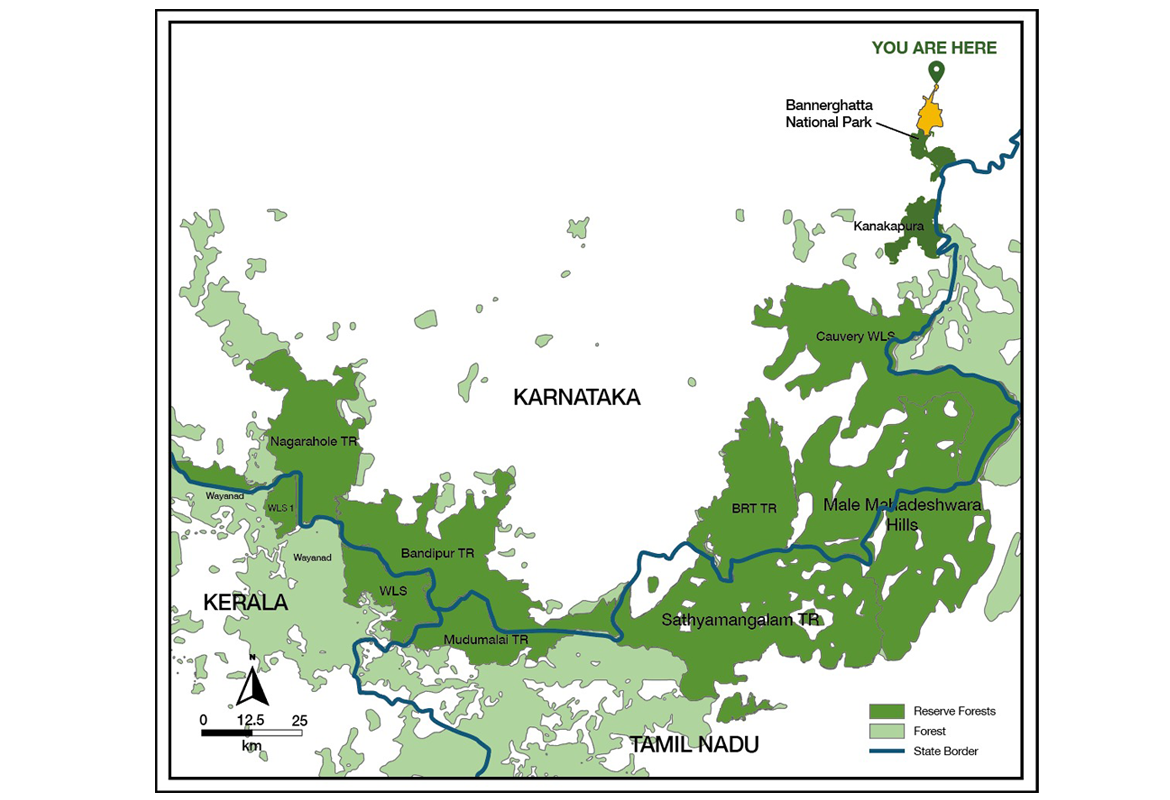 YOU ARE HERE
Bannerghatta
National Park
Kanakapura
Cauvery WLS
KARNATAKA
Nagarahole TR
Wayanad
WLS 1
BRT TR
Male Mahadeshwara
Hills
Bandipur TR
Wayanad
WLS
KERALA
Sathyamangalam TR
Mudumalai TR
N
0 12.5 25
km
Reserve Forests
Forest
State Border
TAMIL NADU